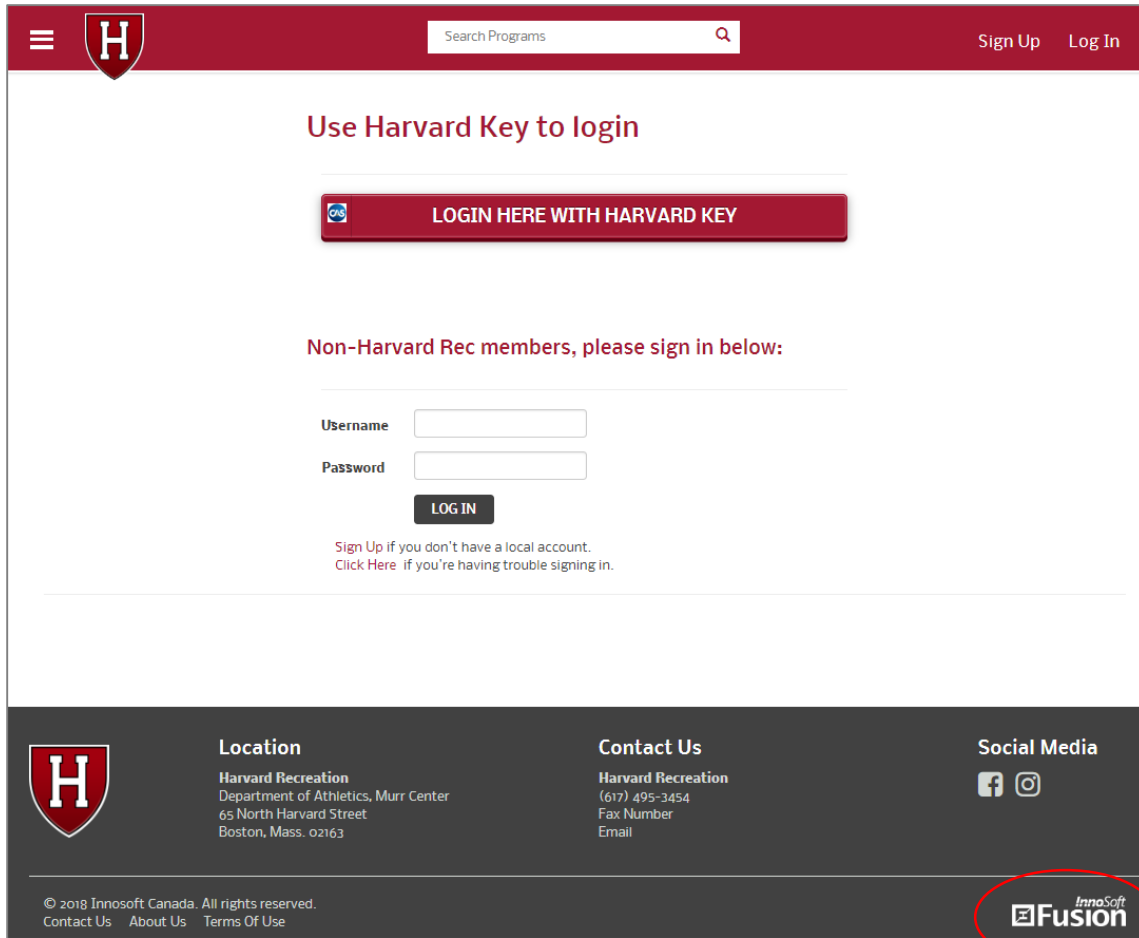 H
Search Programs
Sign Up Log In
Use Harvard Key to login
CAS
LOGIN HERE WITH HARVARD KEY
Non-Harvard Rec members, please sign in below:
Username
Password
LOG IN
Sign Up if you don't have a local account.
Click Here if you're having trouble signing in.
H
Location
Harvard Recreation
Department of Athletics, Murr Center
65 North Harvard Street
Boston, Mass. 02163
Contact Us
Harvard Recreation
(617) 495-3454
Fax Number
Email
Social Media
© 2018 Innosoft Canada. All rights reserved.
Contact Us About Us Terms Of Use
InnoSoft
Fusion